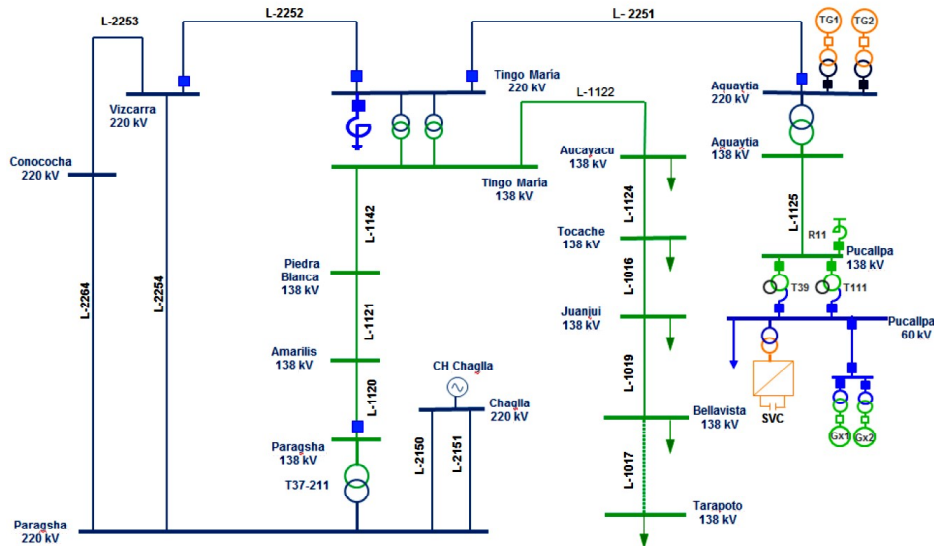 L-2253
L-2252
L- 2251
TG1
TG2
Vizcarra
220 kV
Tingo María
220 kV
Aguaytia
220 kV
L-1122
Conococha
220 kV
Tingo María
138 kV
Aucayacu
138 kV
Aguaytia
138 kV
L-1142
L-1124
L-1125
R11
Tocache
138 kV
Pucallpa
138 kV
Piedra
Blanca
138 kV
L-1016
T39
T111
L-2264
L-2254
L-1121
Juanjui
138 kV
Pucallpa
60 kV
Amarilis
138 kV
CH Chaglla
L-1019
L-1120
Chaglla
220 kV
SVC
Bellavista
138 kV
Gx1
Gx2
Paragsha
138 kV
L-2150
L-2151
T37-211
L-1017
Tarapoto
138 kV
Paragsha
220 kV